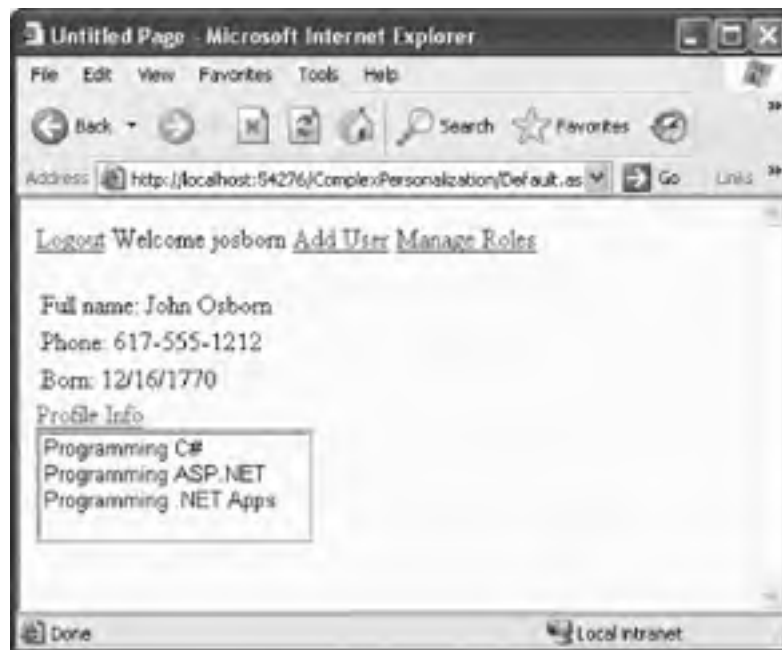 Untitled Page - Microsoft Internet Explorer
File Edit View Favorites Tools Help
Back Search Favorites
Address http://localhost:54276/ComplexPersonalization/Default.as Go Links
Logout Welcome josborn Add User Manage Roles
Full name: John Osborn
Phone: 617-555-1212
Born: 12/16/1770
Profile Info
Programming C#
Programming ASP.NET
Programming .NET Apps
Done Local intranet